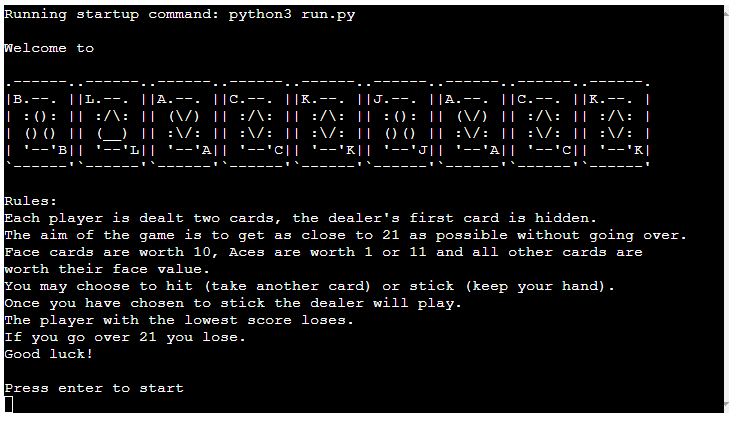 Running startup command: python3 run.py
Welcome to
.------..------..------..------..------..------..------..------..------.
|B.--. ||L.--. ||A.--. ||C.--. ||K.--. ||J.--. ||A.--. ||C.--. ||K.--. |
| :(): || :/\: || (\/) || :/\: || :/\: || :(): || (\/) || :/\: || :/\: |
| ()() || (__) || :\/: || :\/: || :\/: || ()() || :\/: || :\/: || :\/: |
| '--'B|| '--'L|| '--'A|| '--'C|| '--'K|| '--'J|| '--'A|| '--'C|| '--'K|
`------'`------'`------'`------'`------'`------'`------'`------'`------'
Rules:
Each player is dealt two cards, the dealer's first card is hidden.
The aim of the game is to get as close to 21 as possible without going over.
Face cards are worth 10, Aces are worth 1 or 11 and all other cards are
worth their face value.
You may choose to hit (take another card) or stick (keep your hand).
Once you have chosen to stick the dealer will play.
The player with the lowest score loses.
If you go over 21 you lose.
Good luck!
Press enter to start